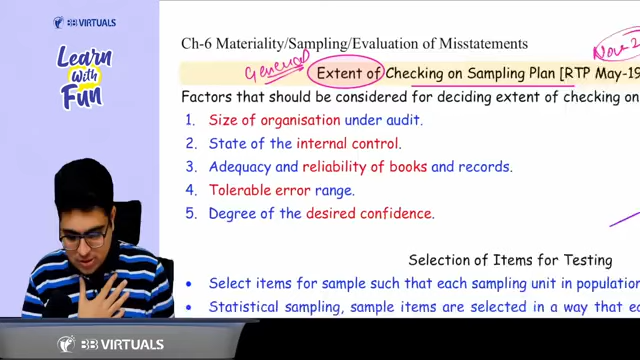 BB VIRTUALS
Learn
With
Fun
Ch-6 Materiality/Sampling/Evaluation of Misstatements
General
Nov 2
Extent of Checking on Sampling Plan [RTP May-19
Factors that should be considered for deciding extent of checking on
1. Size of organisation under audit.
2. State of the internal control.
3. Adequacy and reliability of books and records.
4. Tolerable error range.
5. Degree of the desired confidence.
Selection of Items for Testing
• Select items for sample such that each sampling unit in population
• Statistical sampling, sample items are selected in a way that ea
BB VIRTUALS